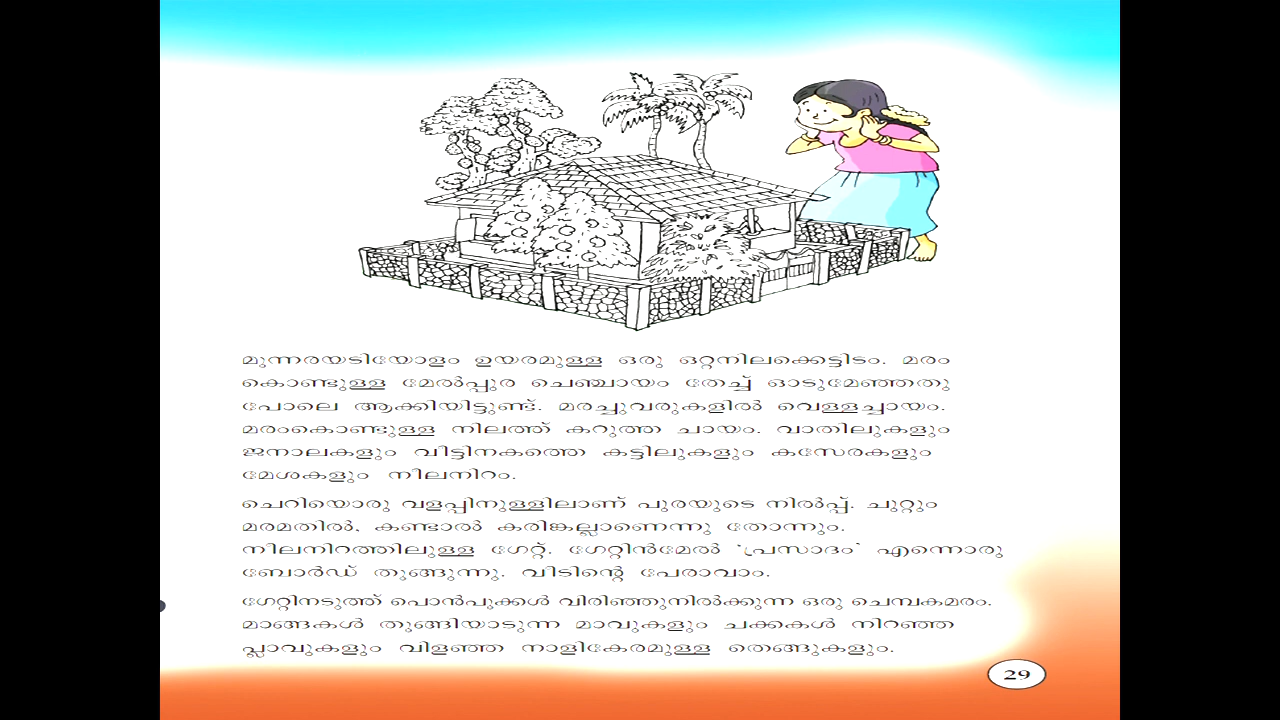 മുന്നരയടിയോളം ഉയരമുള്ള ഒരു ഒറ്റനിലക്കെട്ടിടം. മരം
കൊണ്ടുള്ള മേൽപ്പുര ചെഞ്ചായം തേച്ച് ഓടുമേഞ്ഞതു
പോലെ ആക്കിയിട്ടുണ്ട്. മരച്ചുവരുകളിൽ വെള്ളച്ചായം.
മരംകൊണ്ടുള്ള നിലത്ത് കറുത്ത ചായം. വാതിലുകളും
ജനാലകളും വീട്ടിനകത്തെ കട്ടിലുകളും കസേരകളും
മേശകളും നീലനിറം.
ചെറിയൊരു വളപ്പിനുള്ളിലാണ് പുരയുടെ നിൽപ്പ്. ചുറ്റും
മരമതിൽ. കണ്ടാൽ കരിങ്കല്ലാണെന്നു തോന്നും.
നീലനിറത്തിലുള്ള ഗേറ്റ്. ഗേറ്റിൻമേൽ 'പ്രസാദം' എന്നൊരു
ബോർഡ് തൂങ്ങുന്നു. വീടിന്റെ പേരാവാം.
ഗേറ്റിനടുത്ത് പൊൻപൂക്കൾ വിരിഞ്ഞുനിൽക്കുന്ന ഒരു ചെമ്പകമരം.
മാങ്ങകൾ തൂങ്ങിയാടുന്ന മാവുകളും ചക്കകൾ നിറഞ്ഞ
പ്ലാവുകളും വിളഞ്ഞ നാളികേരമുള്ള തെങ്ങുകളും.
29